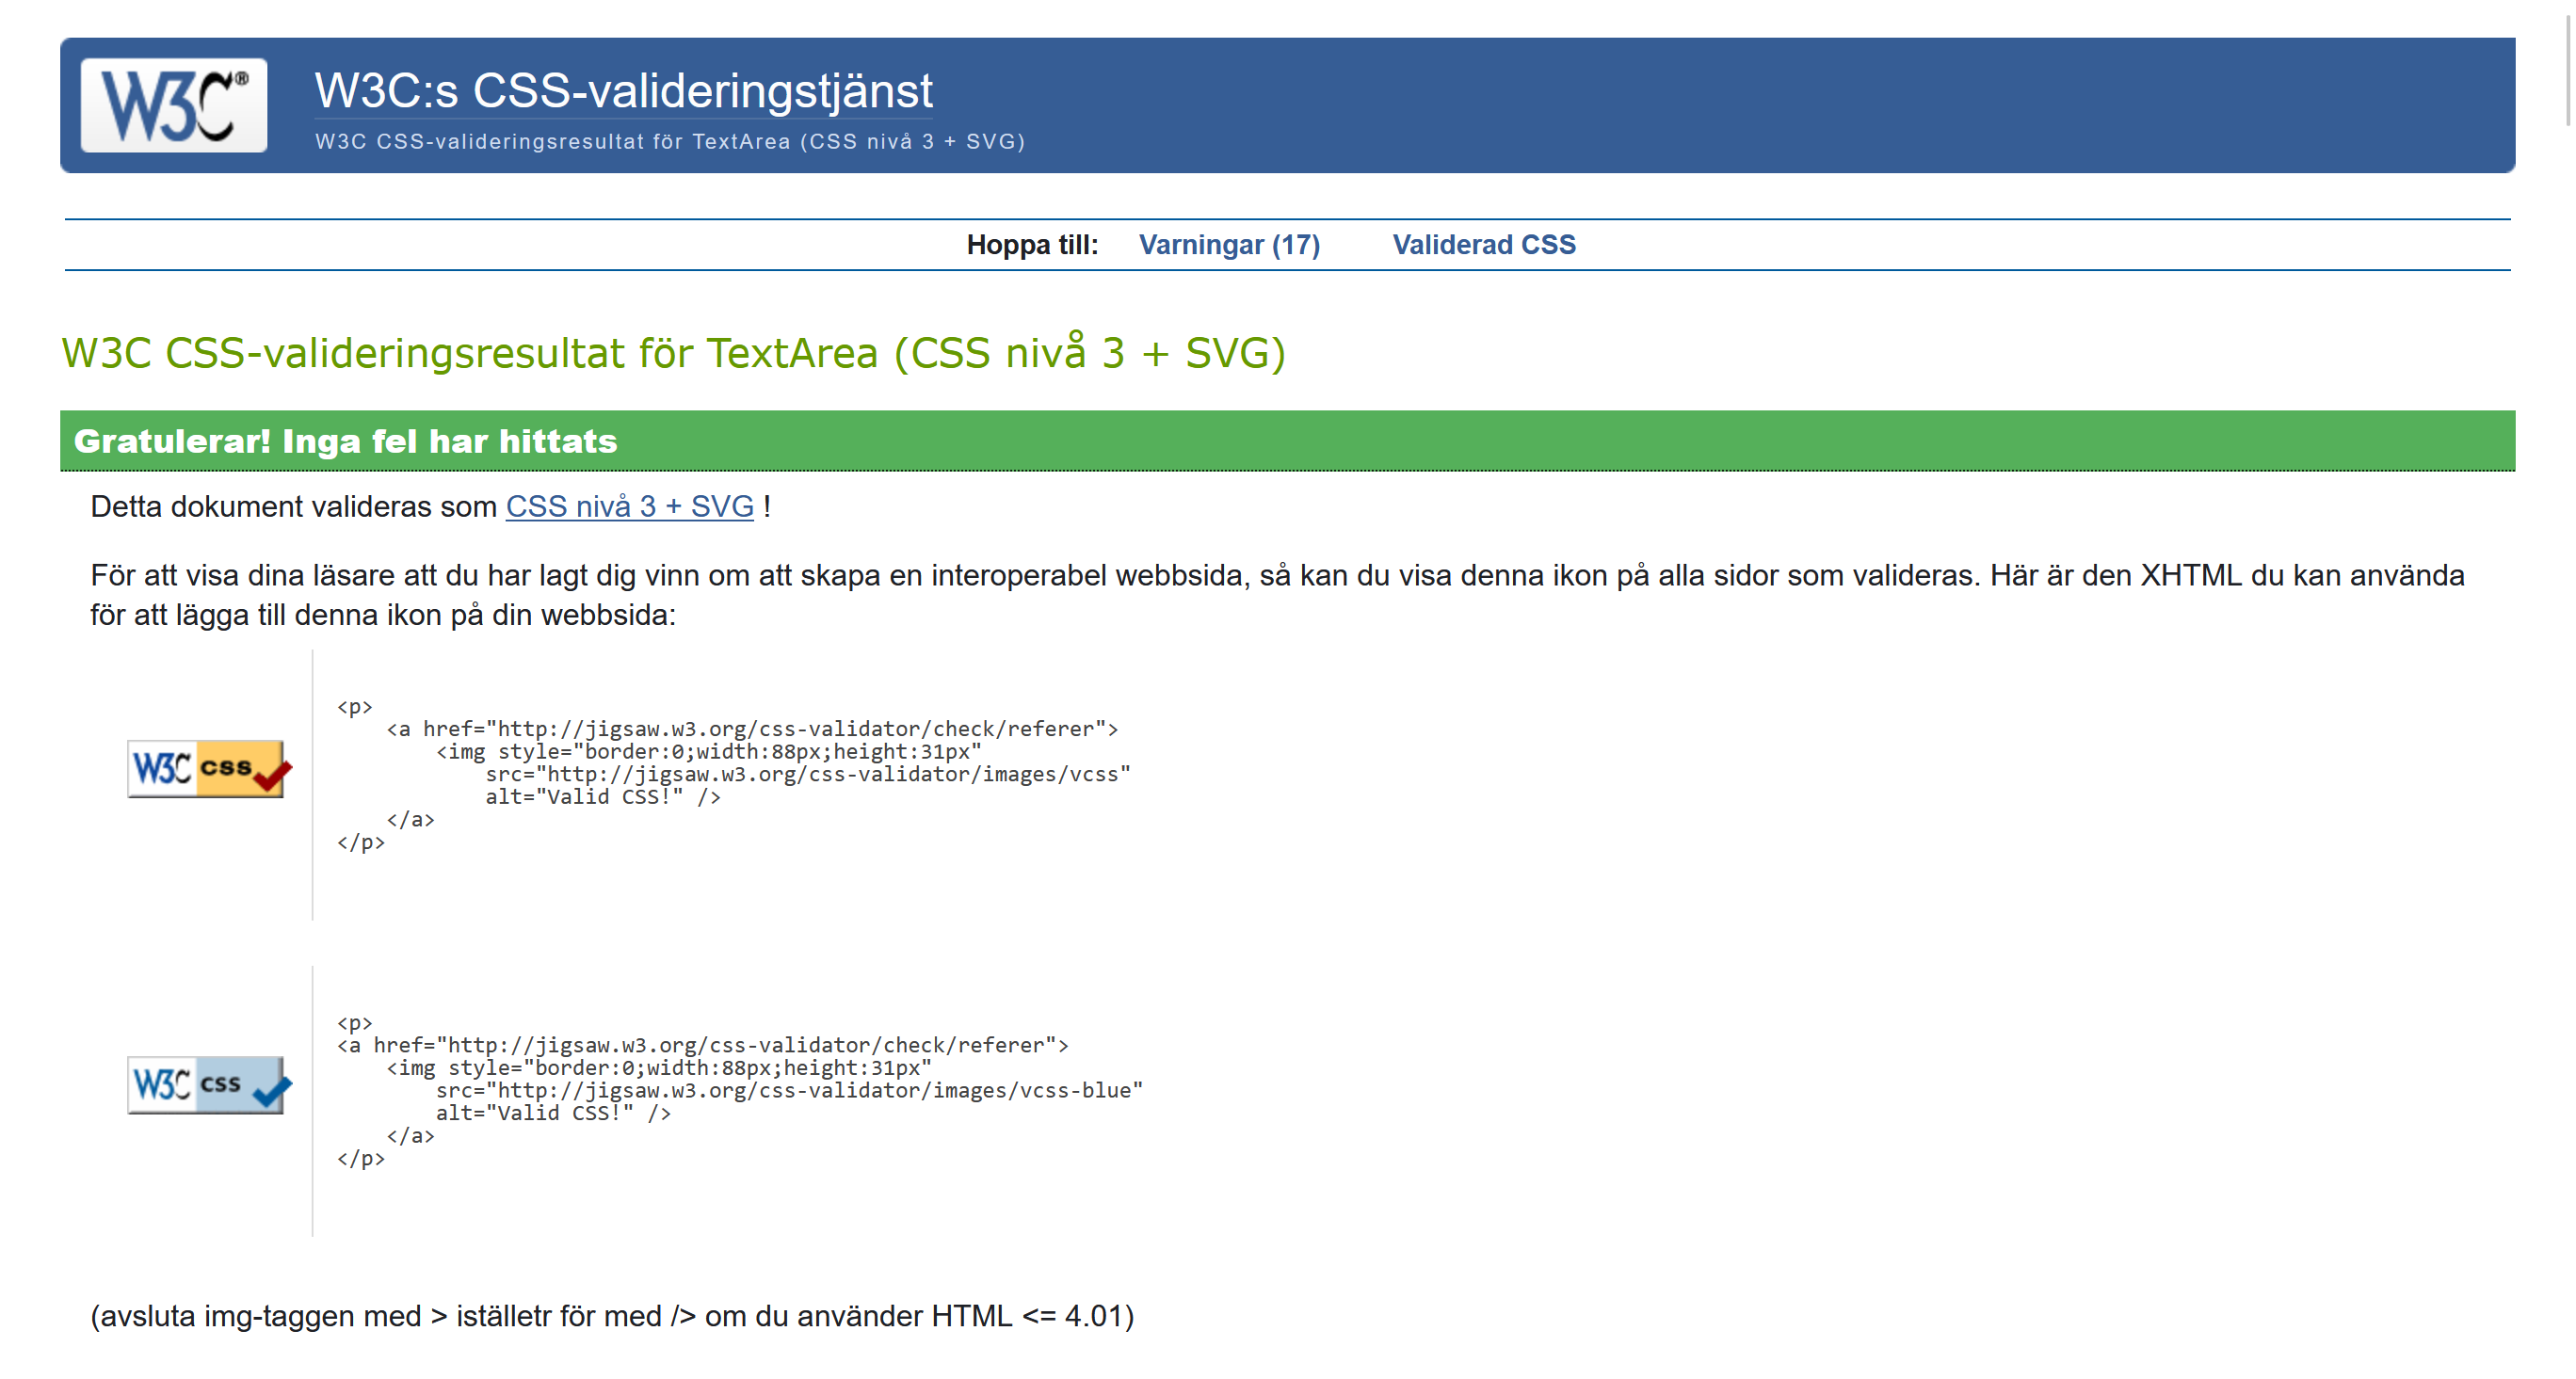 W3C®
W3C:s CSS-valideringstjänst
W3C CSS-valideringsresultat för TextArea (CSS nivå 3 + SVG)
Hoppa till: Varningar (17) Validerad CSS
W3C CSS-valideringsresultat för TextArea (CSS nivå 3 + SVG)
Gratulerar! Inga fel har hittats
Detta dokument valideras som CSS nivå 3 + SVG !
För att visa dina läsare att du har lagt dig vinn om att skapa en interoperabel webbsida, så kan du visa denna ikon på alla sidor som valideras. Här är den XHTML du kan använda
för att lägga till denna ikon på din webbsida:
W3C css
<p>
<a href="http://jigsaw.w3.org/css-validator/check/referer">
<img style="border:0;width:88px;height:31px"
src="http://jigsaw.w3.org/css-validator/images/vcss"
alt="Valid CSS!" />
</a>
</p>
W3C css
<p>
<a href="http://jigsaw.w3.org/css-validator/check/referer">
<img style="border:0;width:88px;height:31px"
src="http://jigsaw.w3.org/css-validator/images/vcss-blue"
alt="Valid CSS!" />
</a>
</p>
(avsluta img-taggen med > iställetr för med /> om du använder HTML <= 4.01)